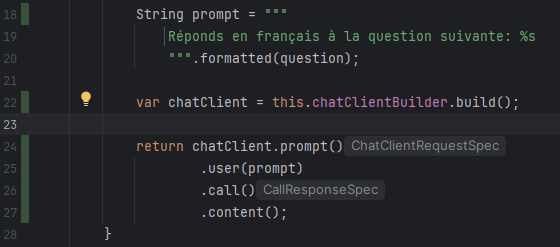 18 String prompt = """
19 Réponds en français à la question suivante: %s
20 """.formatted(question);
21
22 var chatClient = this.chatClientBuilder.build();
23
24 return chatClient.prompt() ChatClientRequestSpec
25 .user(prompt)
26 .call() CallResponseSpec
27 .content();
28 }